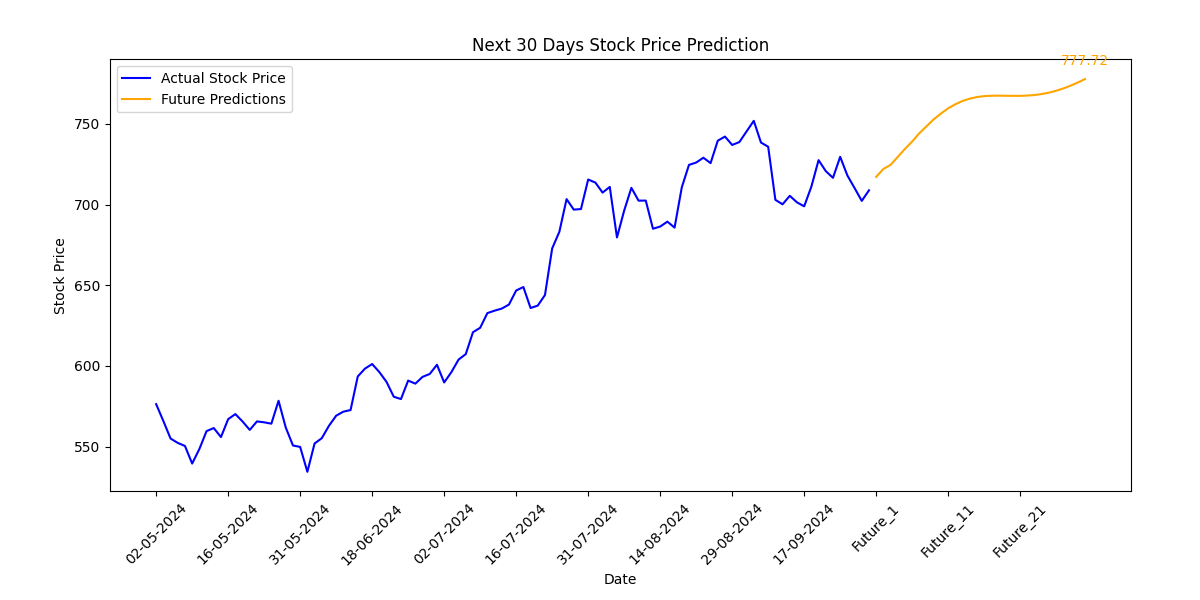 Next 30 Days Stock Price Prediction
777.72
Actual Stock Price
Future Predictions
750
700
650
600
550
Stock Price
02-05-2024
16-05-2024
31-05-2024
18-06-2024
02-07-2024
16-07-2024
31-07-2024
14-08-2024
29-08-2024
17-09-2024
Future_1
Future_11
Future_21
Date